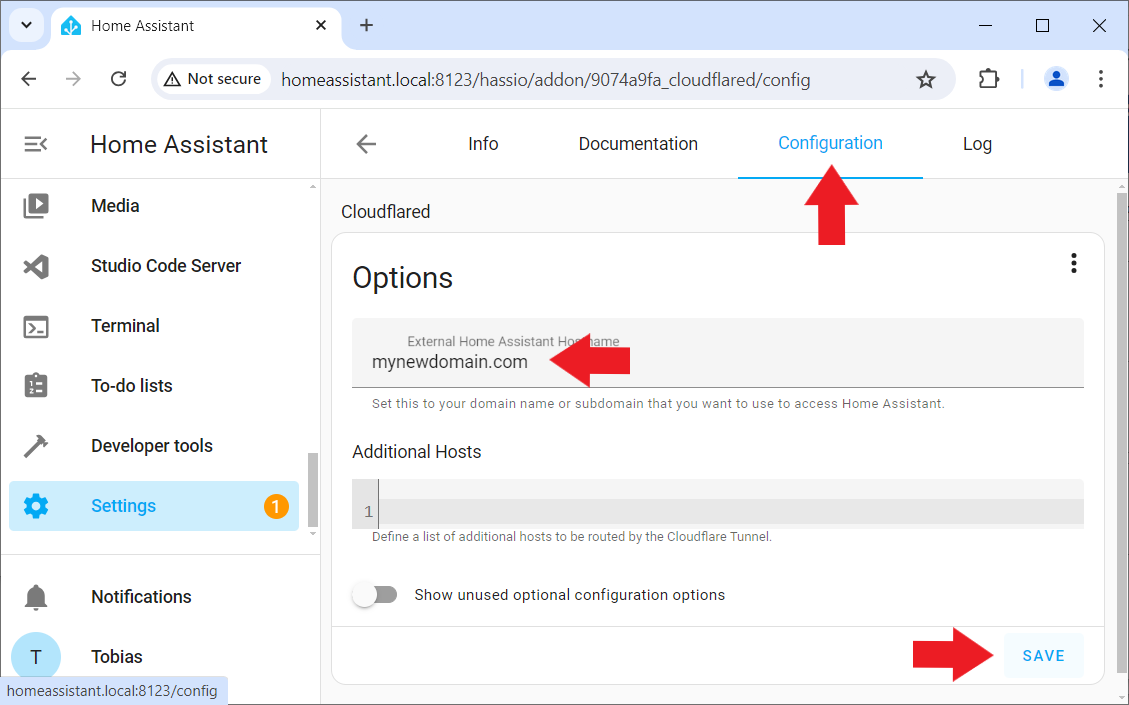 Home Assistant
Not secure
homeassistant.local:8123/hassio/addon/9074a9fa_cloudflared/config
Home Assistant
Info
Documentation
Configuration
Log
Media
Studio Code Server
Terminal
To-do lists
Developer tools
Settings
1
Notifications
T
Tobias
homeassistant.local:8123/config
Cloudflared
Options
External Home Assistant Hostname
mynewdomain.com
Set this to your domain name or subdomain that you want to use to access Home Assistant.
Additional Hosts
1
Define a list of additional hosts to be routed by the Cloudflare Tunnel.
Show unused optional configuration options
SAVE